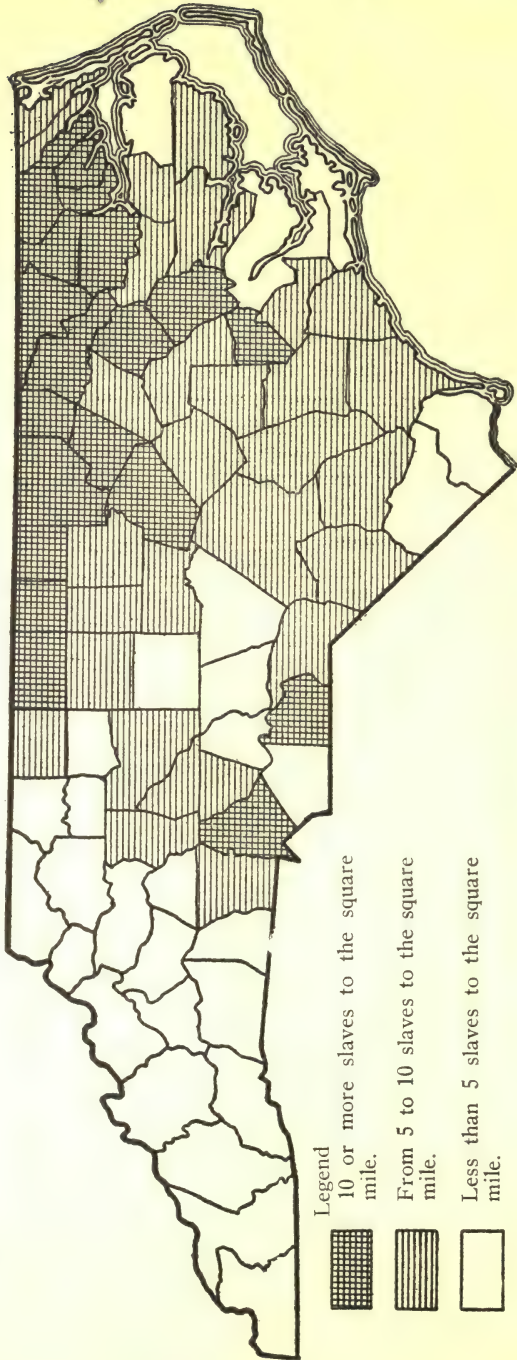 Legend
10 or more slaves to the square
mile.
From 5 to 10 slaves to the square
mile.
Less than 5 slaves to the square
mile.